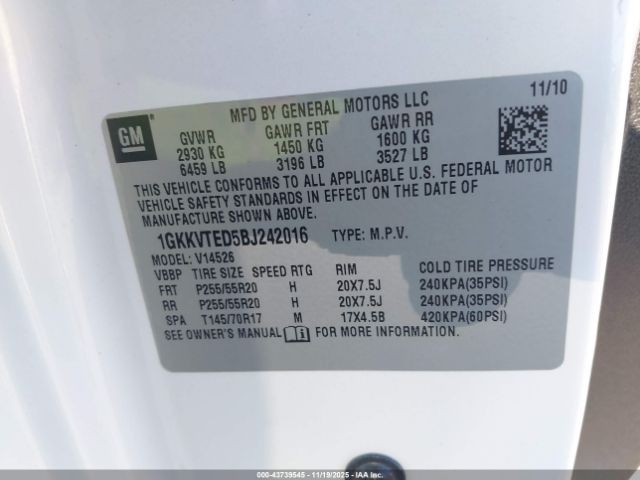 MFD BY GENERAL MOTORS LLC 11/10
GM
GVWR GAWR FRT GAWR RR
2930 KG 1450 KG 1600 KG
6459 LB 3196 LB 3527 LB
THIS VEHICLE CONFORMS TO ALL APPLICABLE U.S. FEDERAL MOTOR
VEHICLE SAFETY STANDARDS IN EFFECT ON THE DATE OF
MANUFACTURE SHOWN ABOVE.
1GKKVTED5BJ242016 TYPE: M.P.V.
MODEL: V14526
VBBP TIRE SIZE SPEED RTG RIM COLD TIRE PRESSURE
FRT P255/55R20 H 20X7.5J 240KPA(35PSI)
RR P255/55R20 H 20X7.5J 240KPA(35PSI)
SPA T145/70R17 M 17X4.5B 420KPA(60PSI)
SEE OWNER'S MANUAL i FOR MORE INFORMATION.
000-43739545 - 11/19/2025 - IAA Inc.